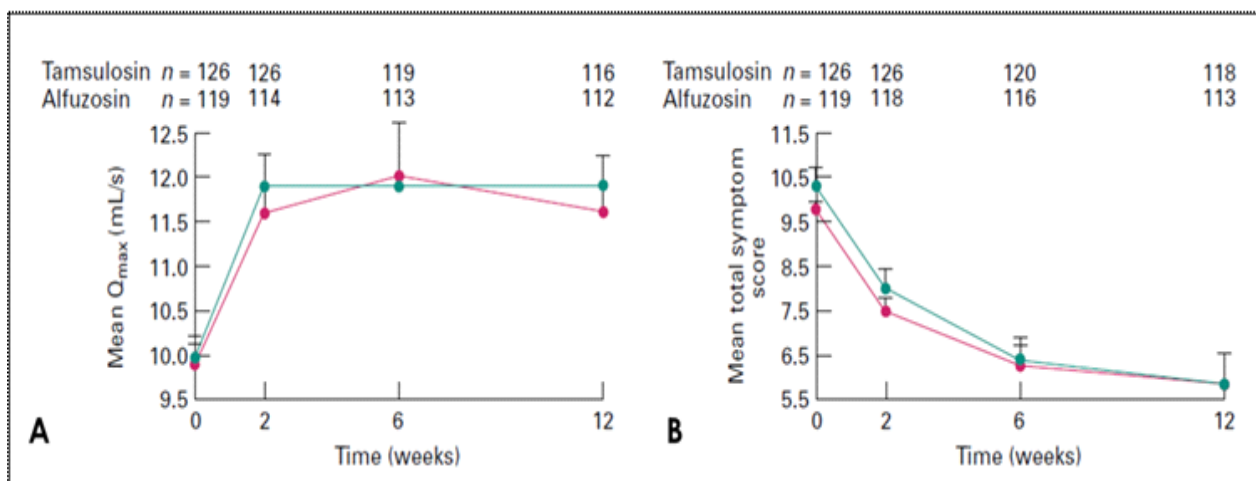 Tamsulosin n = 126 126 119 116
Alfuzosin n = 119 114 113 112
Mean Qmax (mL/s)
12.5
12.0
11.5
11.0
10.5
10.0
9.5
0 2 6 12
Time (weeks)
A
Tamsulosin n = 126 126 120 118
Alfuzosin n = 119 118 116 113
Mean total symptom
score
11.5
10.5
9.5
8.5
7.5
6.5
5.5
0 2 6 12
Time (weeks)
B